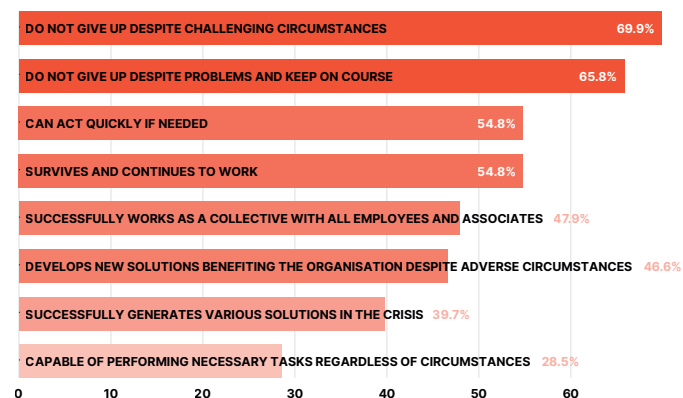 DO NOT GIVE UP DESPITE CHALLENGING CIRCUMSTANCES 69.9%
DO NOT GIVE UP DESPITE PROBLEMS AND KEEP ON COURSE 65.8%
CAN ACT QUICKLY IF NEEDED 54.8%
SURVIVES AND CONTINUES TO WORK 54.8%
SUCCESSFULLY WORKS AS A COLLECTIVE WITH ALL EMPLOYEES AND ASSOCIATES 47.9%
DEVELOPS NEW SOLUTIONS BENEFITING THE ORGANISATION DESPITE ADVERSE CIRCUMSTANCES 46.6%
SUCCESSFULLY GENERATES VARIOUS SOLUTIONS IN THE CRISIS 39.7%
CAPABLE OF PERFORMING NECESSARY TASKS REGARDLESS OF CIRCUMSTANCES 28.5%
0 10 20 30 40 50 60